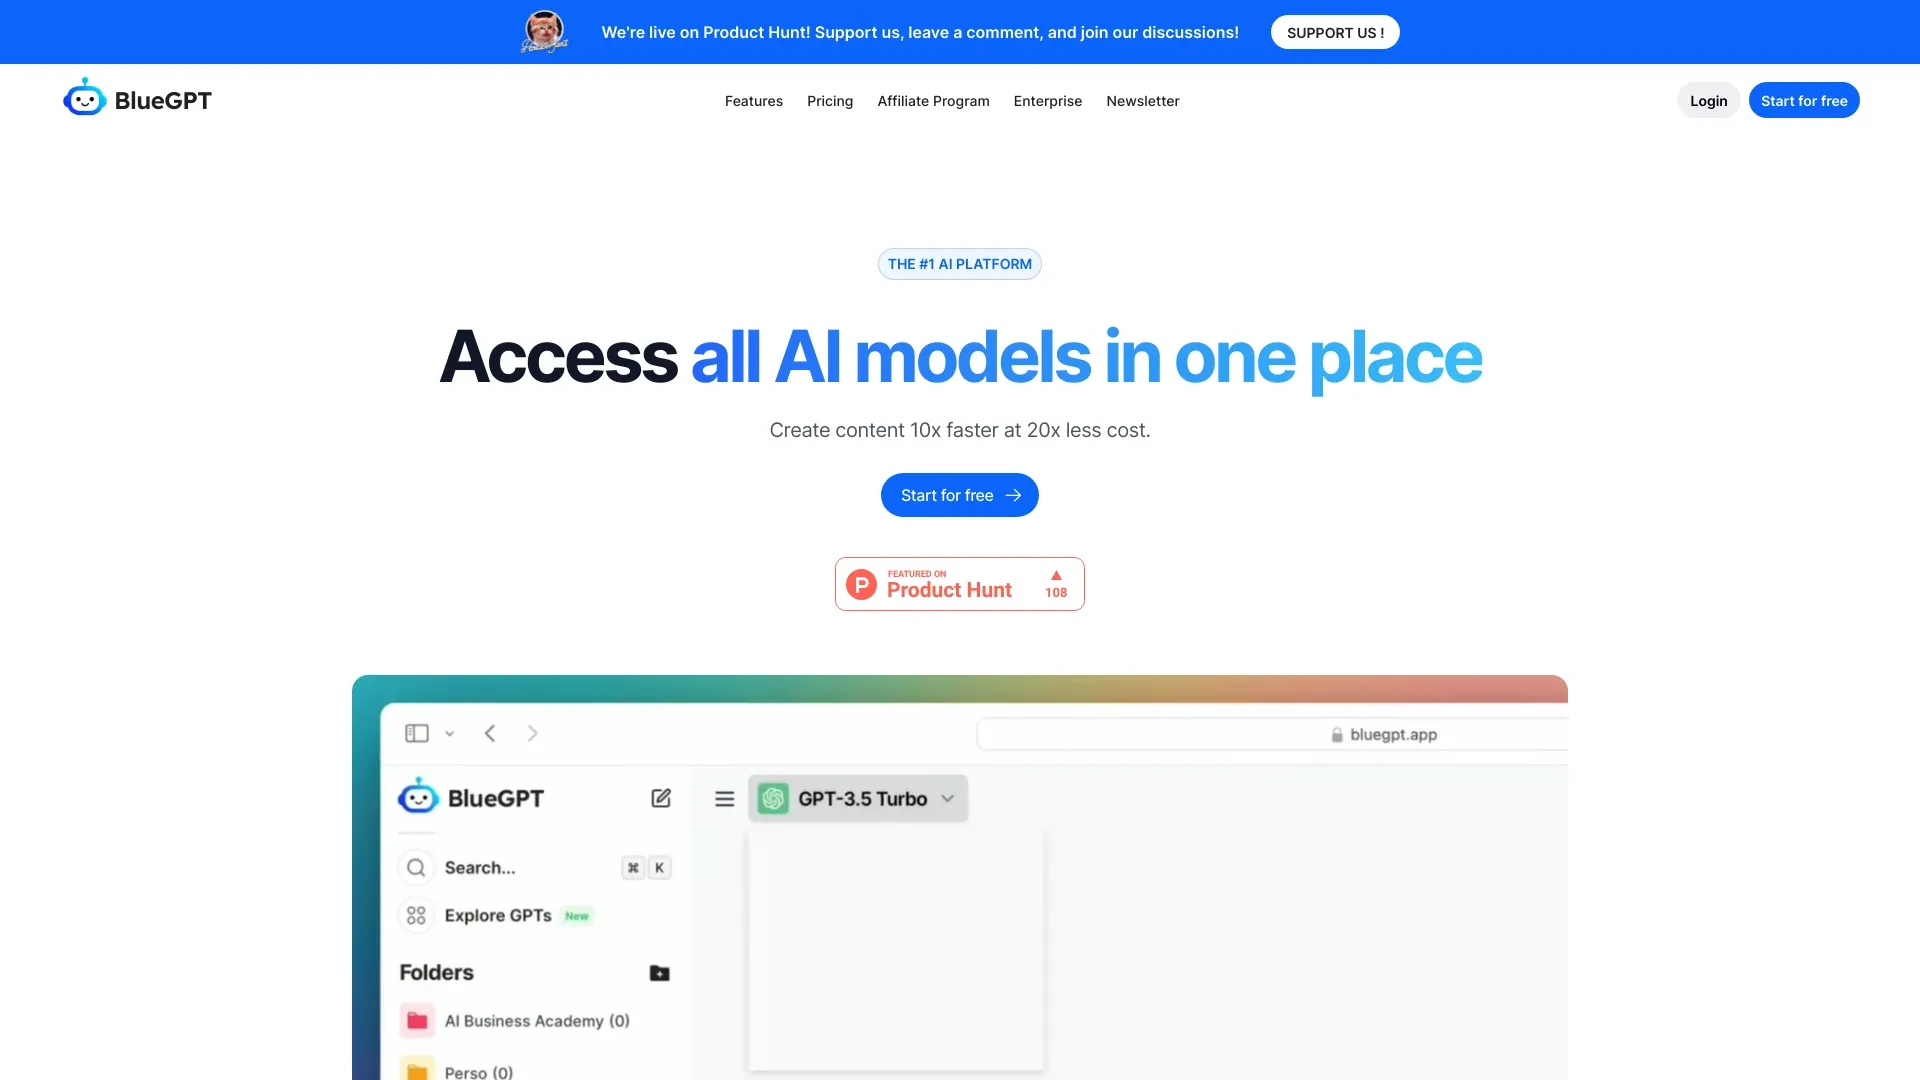 We're live on Product Hunt! Support us, leave a comment, and join our discussions!
SUPPORT US !
BlueGPT
Features
Pricing
Affiliate Program
Enterprise
Newsletter
Login
Start for free
THE #1 AI PLATFORM
Access all AI models in one place
Create content 10x faster at 20x less cost.
Start for free
P
FEATURED ON
Product Hunt
108
bluegpt.app
BlueGPT
GPT-3.5 Turbo
Search...
⌘ K
Explore GPTs
New
Folders
AI Business Academy (0)
Perso (0)